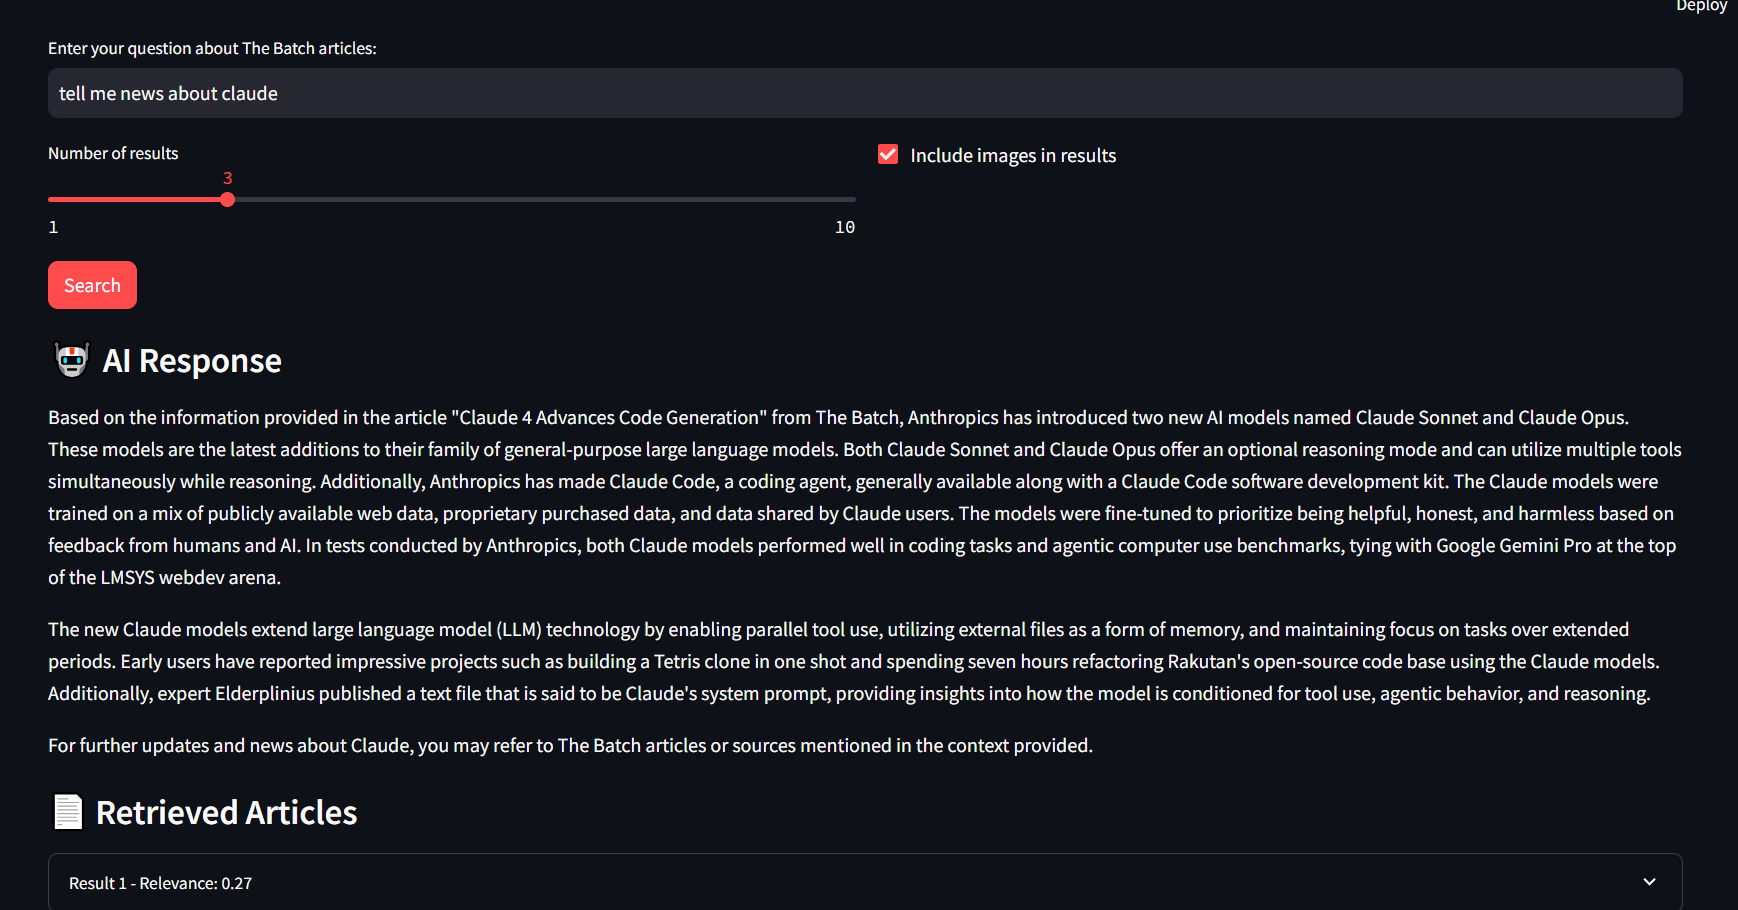 Deploy
Enter your question about The Batch articles:
tell me news about claude
Number of results
Include images in results
3
1
10
Search
AI Response
Based on the information provided in the article "Claude 4 Advances Code Generation" from The Batch, Anthropics has introduced two new AI models named Claude Sonnet and Claude Opus.
These models are the latest additions to their family of general-purpose large language models. Both Claude Sonnet and Claude Opus offer an optional reasoning mode and can utilize multiple tools
simultaneously while reasoning. Additionally, Anthropics has made Claude Code, a coding agent, generally available along with a Claude Code software development kit. The Claude models were
trained on a mix of publicly available web data, proprietary purchased data, and data shared by Claude users. The models were fine-tuned to prioritize being helpful, honest, and harmless based on
feedback from humans and AI. In tests conducted by Anthropics, both Claude models performed well in coding tasks and agentic computer use benchmarks, tying with Google Gemini Pro at the top
of the LMSYS webdev arena.
The new Claude models extend large language model (LLM) technology by enabling parallel tool use, utilizing external files as a form of memory, and maintaining focus on tasks over extended
periods. Early users have reported impressive projects such as building a Tetris clone in one shot and spending seven hours refactoring Rakutan's open-source code base using the Claude models.
Additionally, expert Elderplinius published a text file that is said to be Claude's system prompt, providing insights into how the model is conditioned for tool use, agentic behavior, and reasoning.
For further updates and news about Claude, you may refer to The Batch articles or sources mentioned in the context provided.
Retrieved Articles
Result 1 - Relevance: 0.27